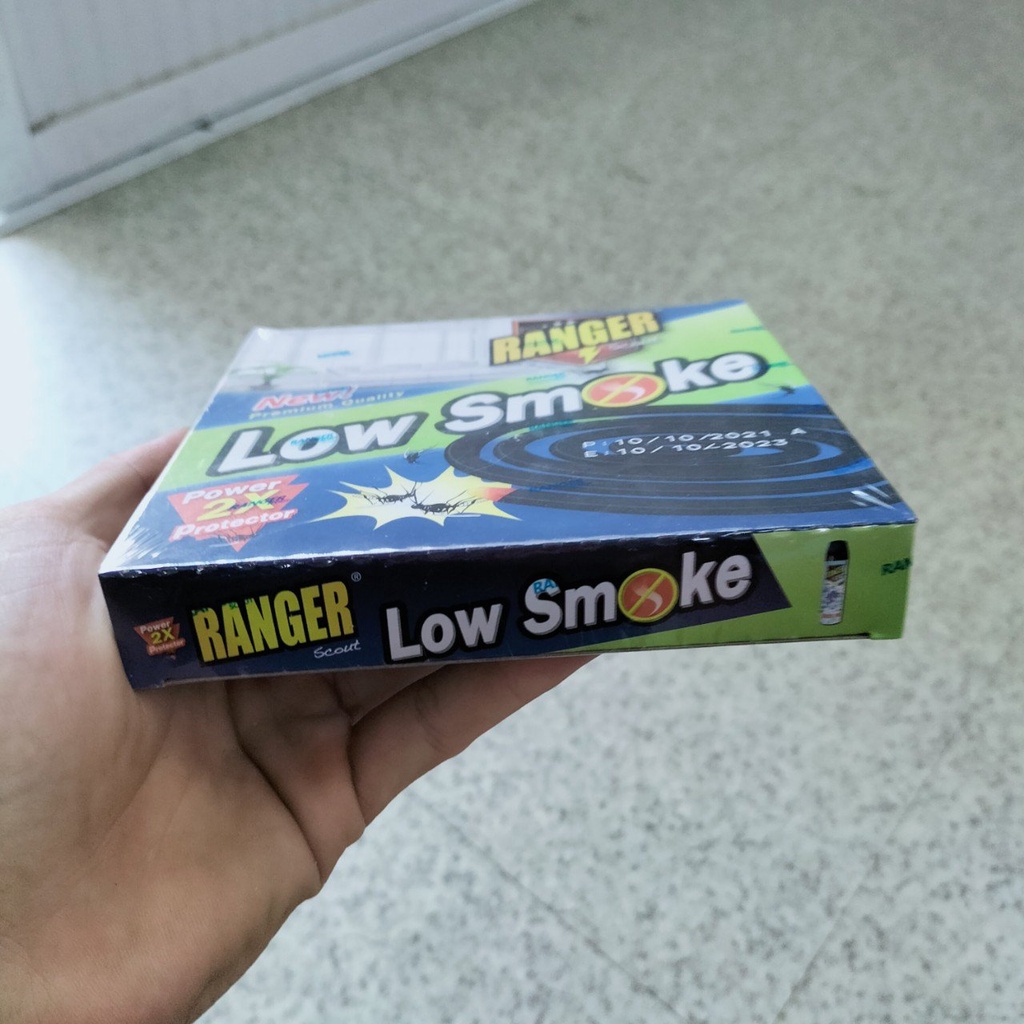 RANGER
New!
Premium Quality
Low Smoke
P: 10/10/2021 A
E: 10/10/2023
Power
2X
Protector
Power
2X
Protector
RANGER®
Scout
Low Smoke